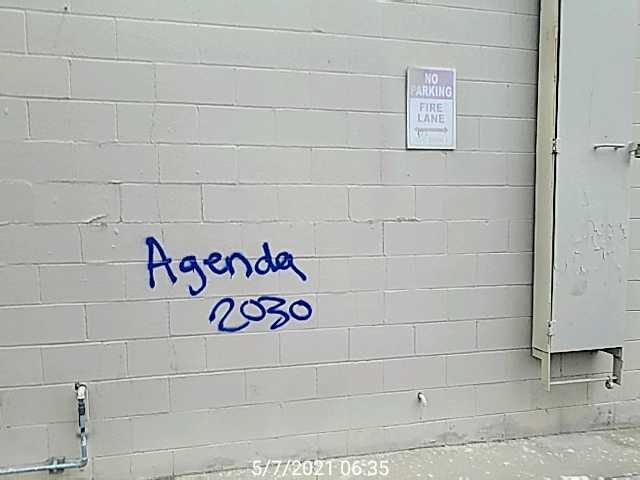 NO
PARKING
FIRE
LANE
Agenda
2030
5/7/2021 06:35